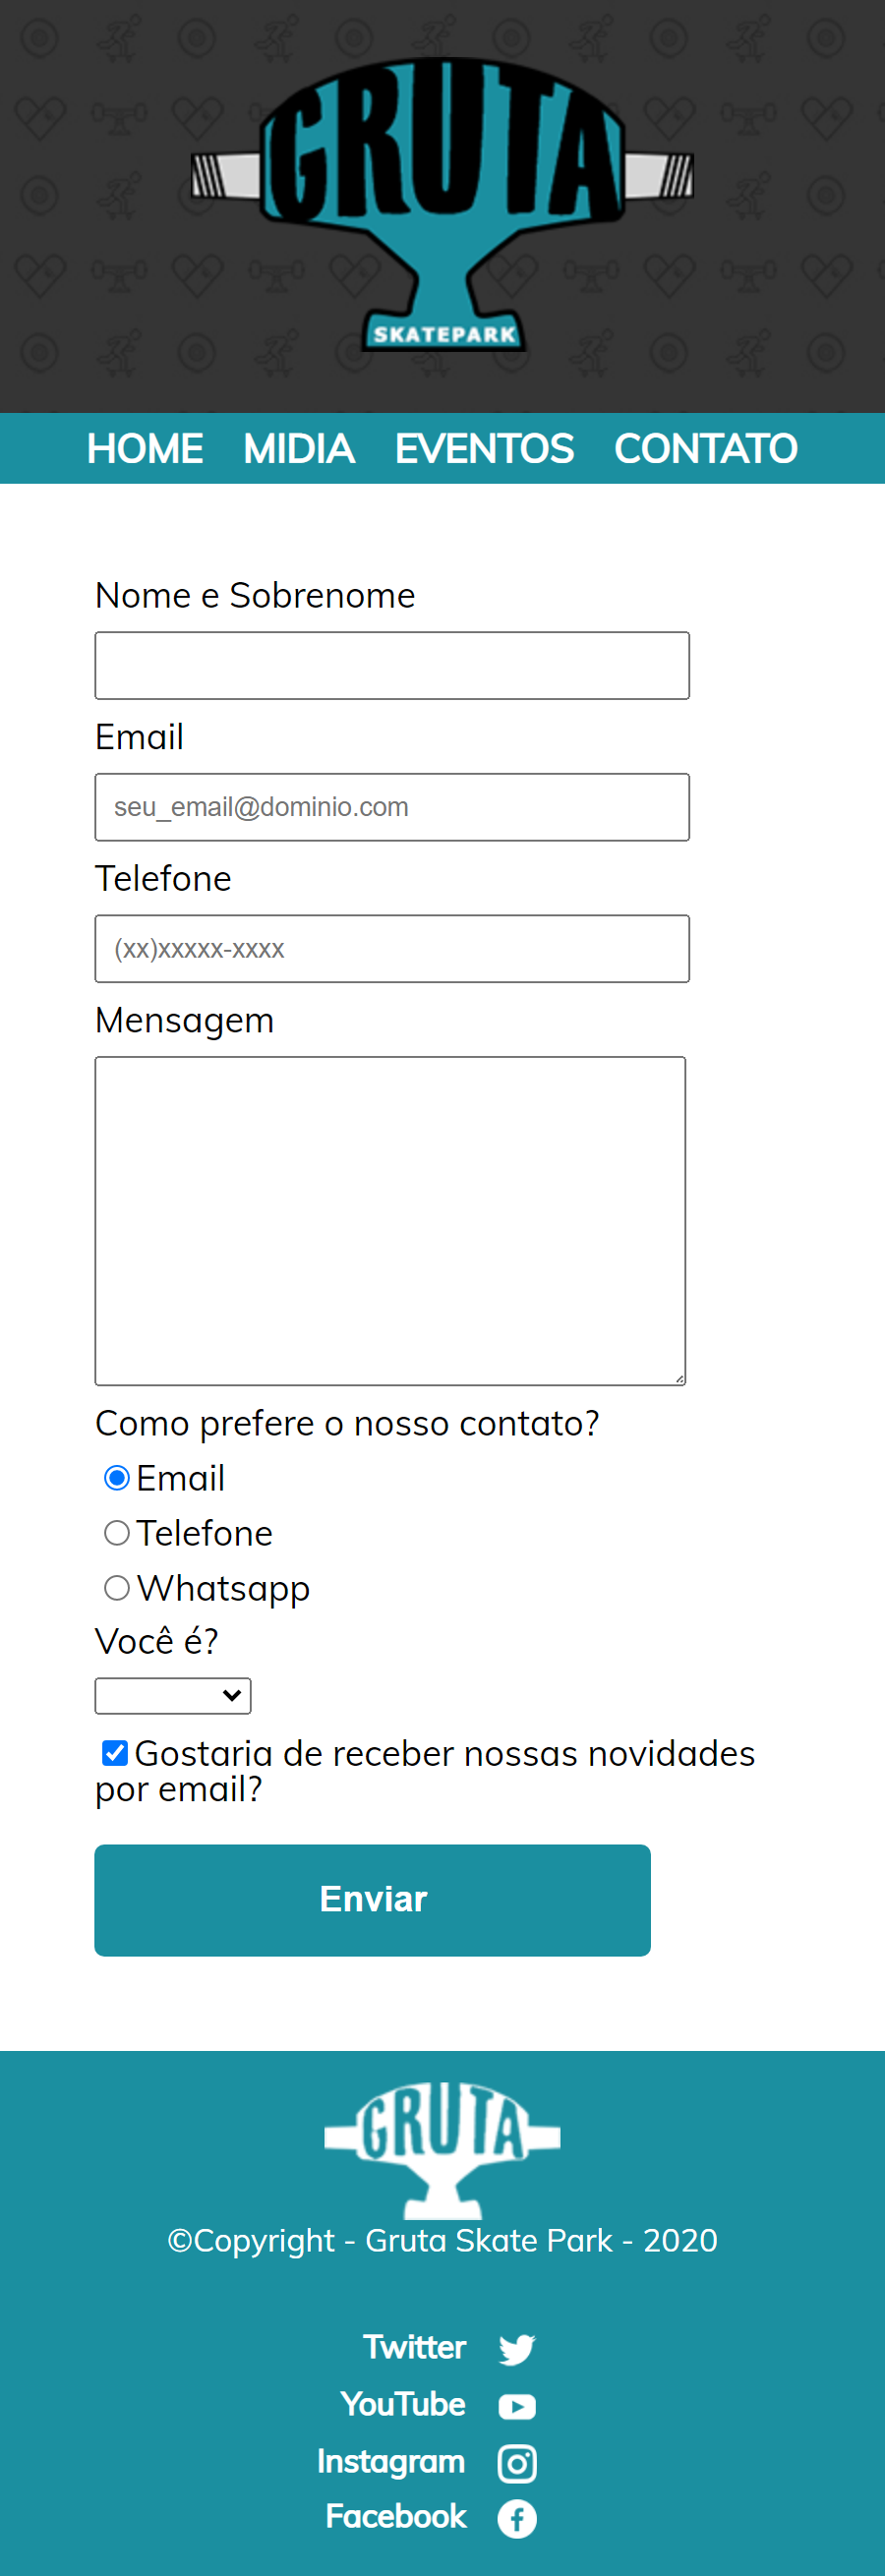 GRUTA
SKATEPARK
HOME MIDIA EVENTOS CONTATO
Nome e Sobrenome
Email
seu_email@dominio.com
Telefone
(xx)xxxxx-xxxx
Mensagem
Como prefere o nosso contato?
Email
Telefone
Whatsapp
Você é?
Gostaria de receber nossas novidades
por email?
Enviar
GRUTA
©Copyright - Gruta Skate Park - 2020
Twitter
YouTube
Instagram
Facebook